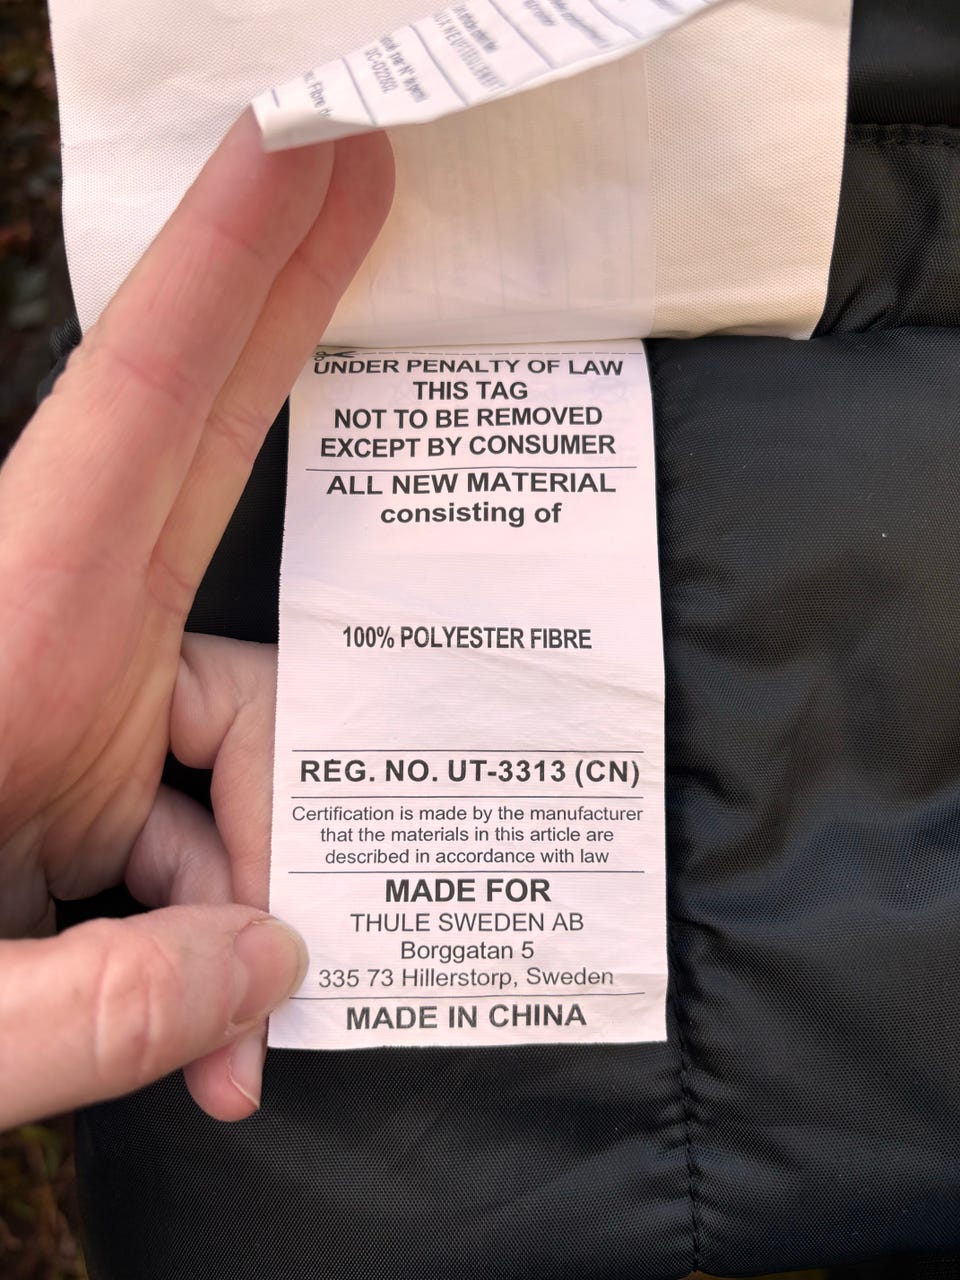 UNDER PENALTY OF LAW
THIS TAG
NOT TO BE REMOVED
EXCEPT BY CONSUMER
ALL NEW MATERIAL
consisting of
100% POLYESTER FIBRE
REG. NO. UT-3313 (CN)
Certification is made by the manufacturer
that the materials in this article are
described in accordance with law
MADE FOR
THULE SWEDEN AB
Borggatan 5
335 73 Hillerstorp, Sweden
MADE IN CHINA